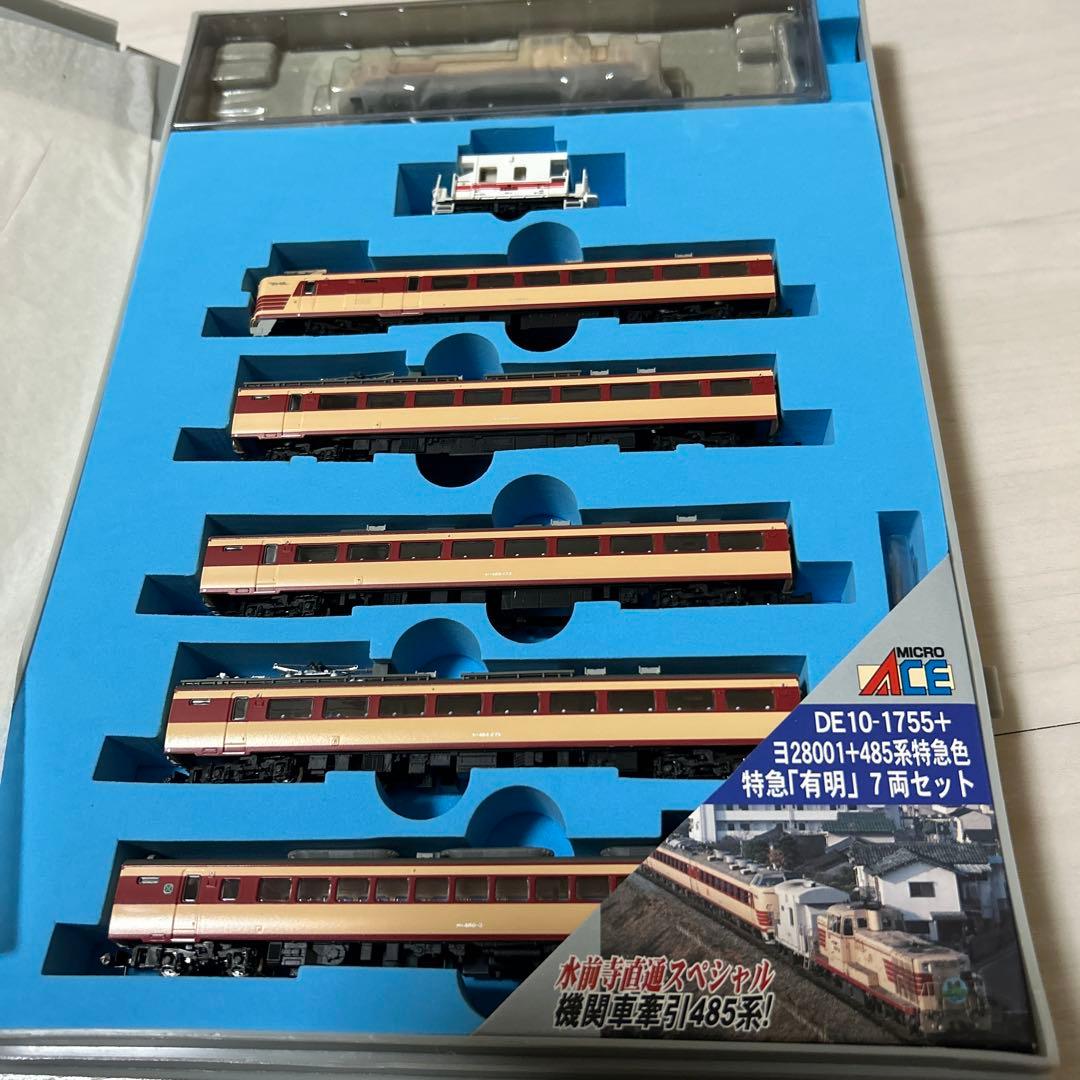 MICRO
ACE
DE10-1755+
ヨ28001+485系特急色
特急「有明」7両セット
水前寺直通スペシャル
機関車牽引485系!